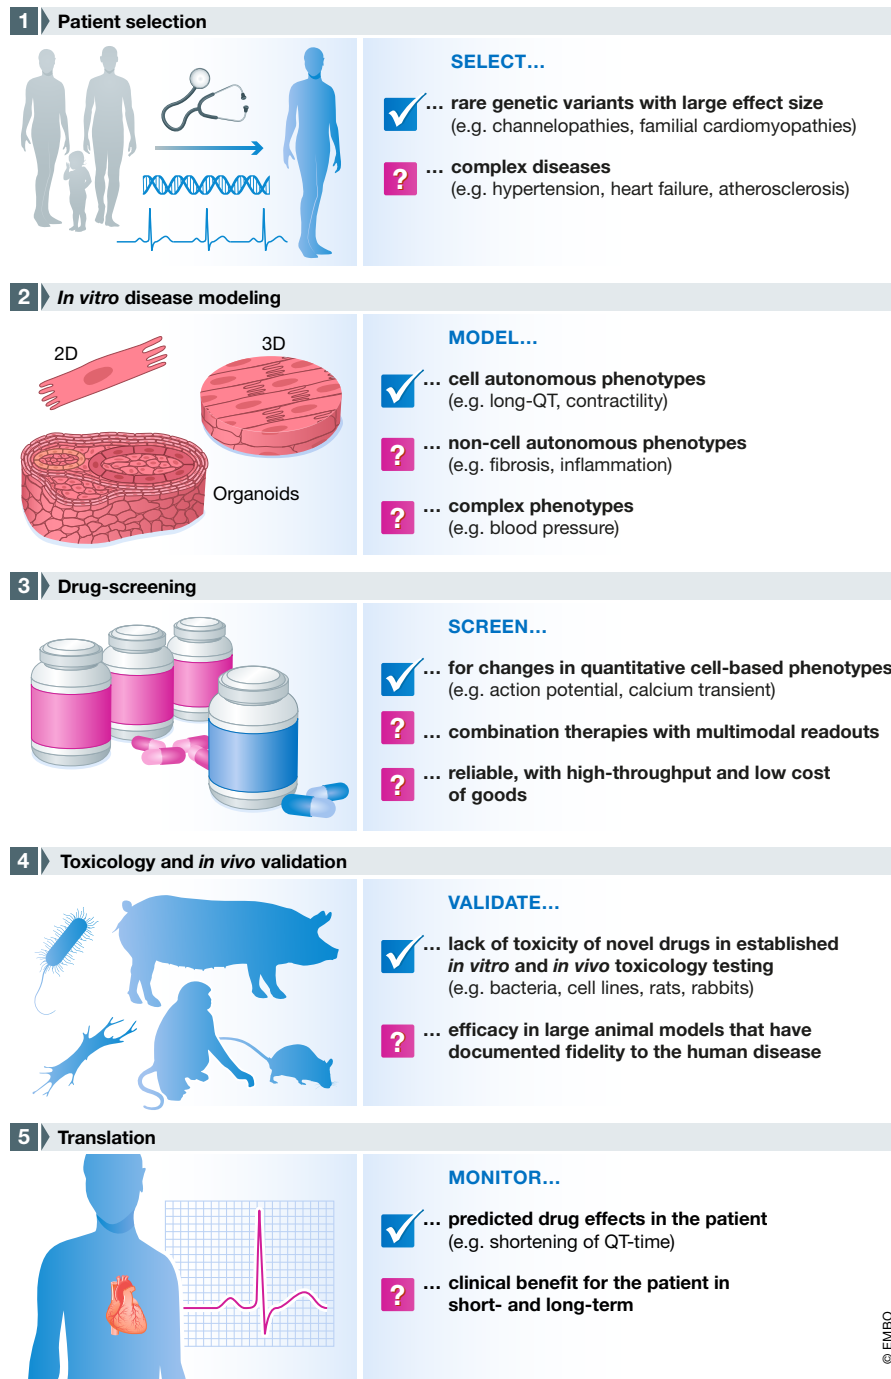 1 Patient selection
SELECT...
... rare genetic variants with large effect size
(e.g. channelopathies, familial cardiomyopathies)
? ... complex diseases
(e.g. hypertension, heart failure, atherosclerosis)
2 In vitro disease modeling
2D
3D
Organoids
MODEL...
... cell autonomous phenotypes
(e.g. long-QT, contractility)
? ... non-cell autonomous phenotypes
(e.g. fibrosis, inflammation)
? ... complex phenotypes
(e.g. blood pressure)
3 Drug-screening
SCREEN...
... for changes in quantitative cell-based phenotypes
(e.g. action potential, calcium transient)
? ... combination therapies with multimodal readouts
? ... reliable, with high-throughput and low cost
of goods
4 Toxicology and in vivo validation
VALIDATE...
... lack of toxicity of novel drugs in established
in vitro and in vivo toxicology testing
(e.g. bacteria, cell lines, rats, rabbits)
? ... efficacy in large animal models that have
documented fidelity to the human disease
5 Translation
MONITOR...
... predicted drug effects in the patient
(e.g. shortening of QT-time)
? ... clinical benefit for the patient in
short- and long-term
© EMBO